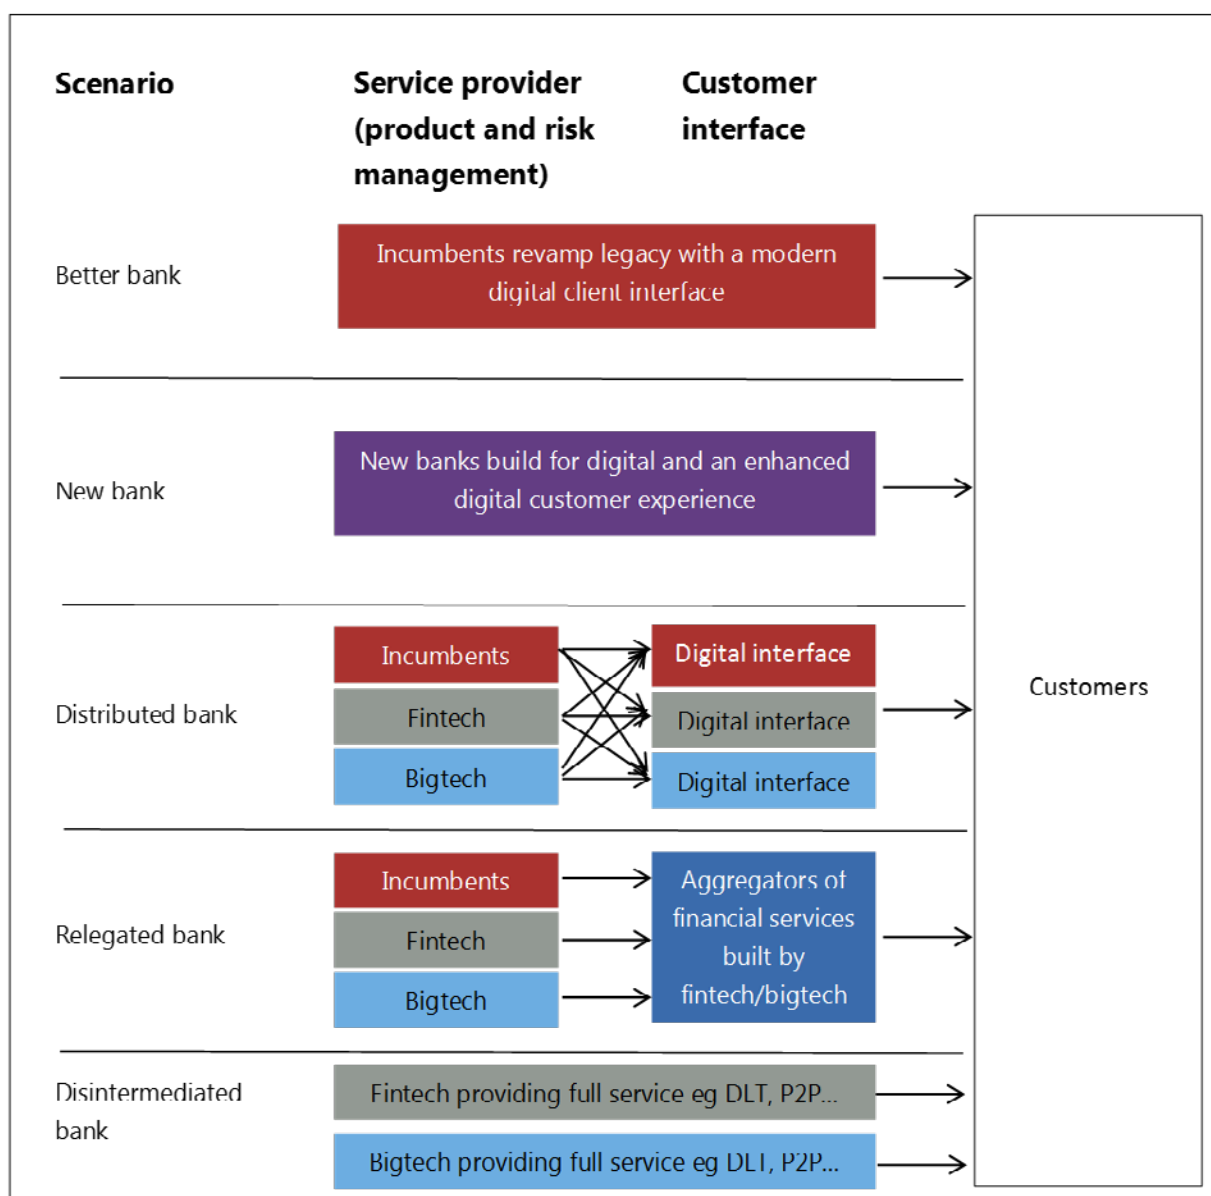 Scenario
Service provider
(product and risk
management)
Customer
interface
Better bank
Incumbents revamp legacy with a modern
digital client interface
New bank
New banks build for digital and an enhanced
digital customer experience
Distributed bank
Incumbents
Fintech
Bigtech
Digital interface
Digital interface
Digital interface
Customers
Relegated bank
Incumbents
Fintech
Bigtech
Aggregators of
financial services
built by
fintech/bigtech
Disintermediated
bank
Fintech providing full service eg DLT, P2P...
Bigtech providing full service eg DLT, P2P...